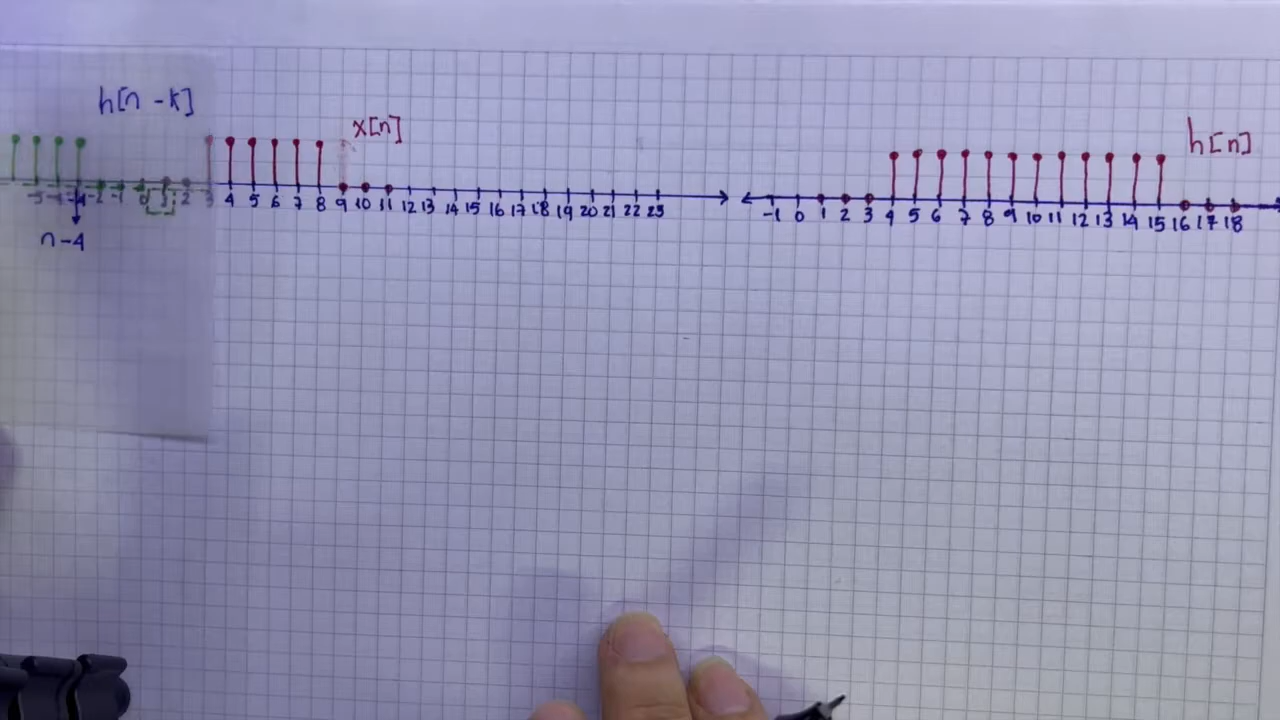 h[n-k]
x[n]
h[n]
3 4 5 6 7 8 9 10 11 12 13 14 15 16 17 18 19 20 21 22 23
-1 0 1 2 3 4 5 6 7 8 9 10 11 12 13 14 15 16 17 18
n-4